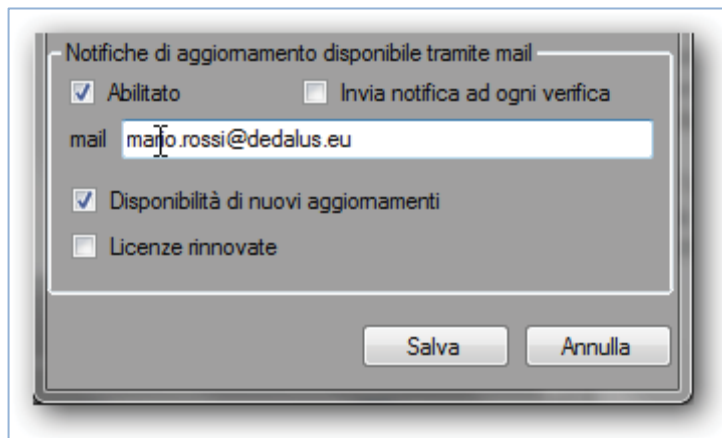 Notifiche di aggiornamento disponibile tramite mail
Abilitato Invia notifica ad ogni verifica
mail mario.rossi@dedalus.eu
Disponibilità di nuovi aggiornamenti
Licenze rinnovate
Salva Annulla